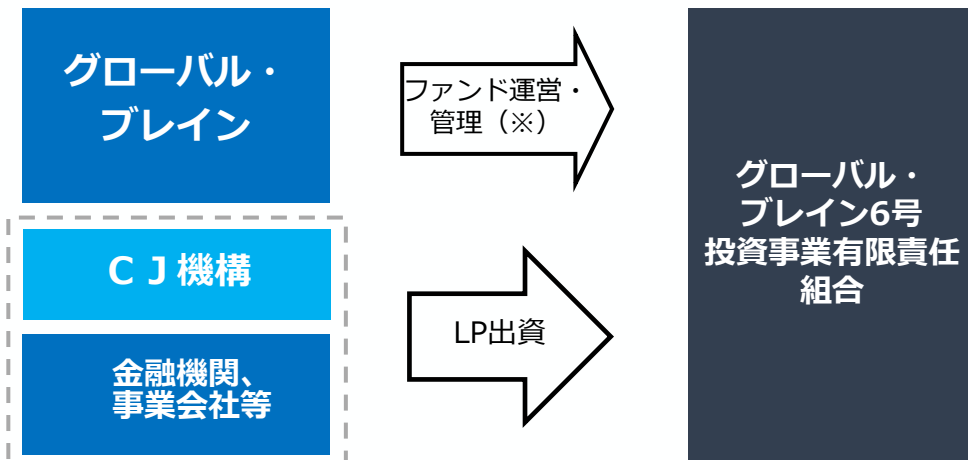 グローバル・
ブレイン
ファンド運営・
管理（※）
グローバル・
ブレイン6号
投資事業有限責任
組合
ＣＪ機構
LP出資
金融機関、
事業会社等